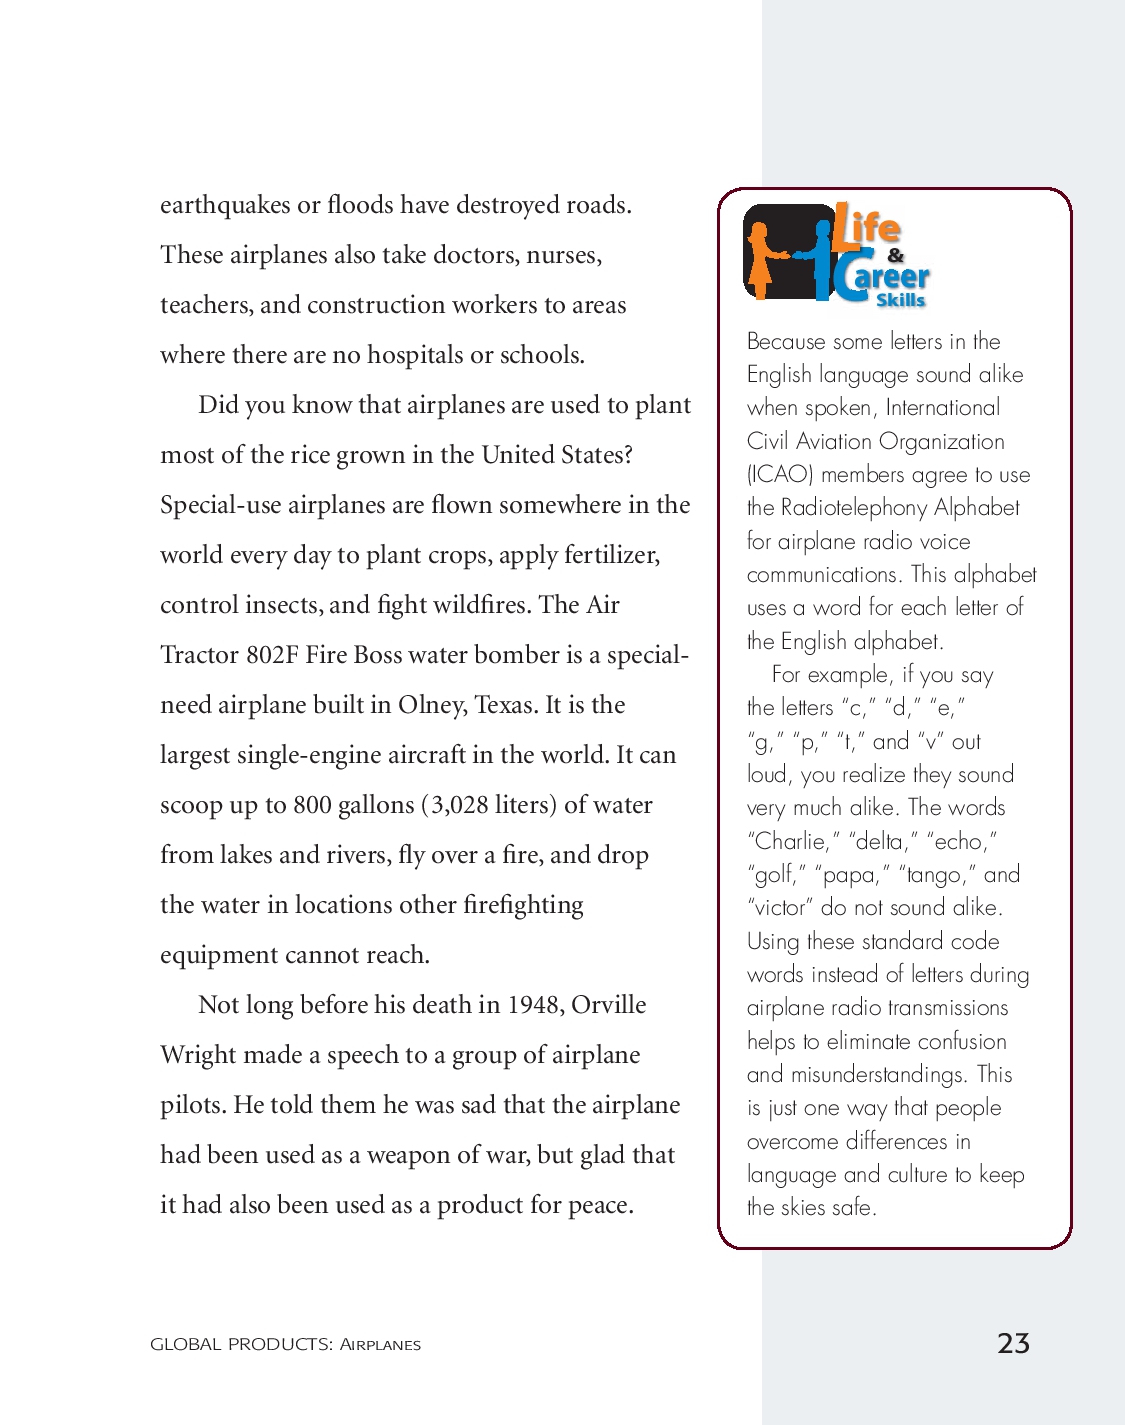 earthquakes or floods have destroyed roads.
These airplanes also take doctors, nurses,
teachers, and construction workers to areas
where there are no hospitals or schools.
Did you know that airplanes are used to plant
most of the rice grown in the United States?
Special-use airplanes are flown somewhere in the
world every day to plant crops, apply fertilizer,
control insects, and fight wildfires. The Air
Tractor 802F Fire Boss water bomber is a special-
need airplane built in Olney, Texas. It is the
largest single-engine aircraft in the world. It can
scoop up to 800 gallons (3,028 liters) of water
from lakes and rivers, fly over a fire, and drop
the water in locations other firefighting
equipment cannot reach.
Not long before his death in 1948, Orville
Wright made a speech to a group of airplane
pilots. He told them he was sad that the airplane
had been used as a weapon of war, but glad that
it had also been used as a product for peace.
Life
&
Career
Skills
Because some letters in the
English language sound alike
when spoken, International
Civil Aviation Organization
(ICAO) members agree to use
the Radiotelephony Alphabet
for airplane radio voice
communications. This alphabet
uses a word for each letter of
the English alphabet.
For example, if you say
the letters “c,” “d,” “e,”
“g,” “p,” “t,” and “v” out
loud, you realize they sound
very much alike. The words
“Charlie,” “delta,” “echo,”
“golf,” “papa,” “tango,” and
“victor” do not sound alike.
Using these standard code
words instead of letters during
airplane radio transmissions
helps to eliminate confusion
and misunderstandings. This
is just one way that people
overcome differences in
language and culture to keep
the skies safe.
GLOBAL PRODUCTS: Airplanes
23